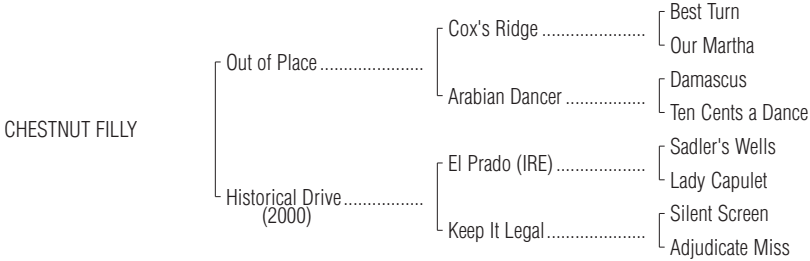 Best Turn
Cox's Ridge ......................
Our Martha
Out of Place ......................
Damascus
Arabian Dancer .................
Ten Cents a Dance
CHESTNUT FILLY
Sadler's Wells
El Prado (IRE) ...................
Lady Capulet
Historical Drive .................
(2000)
Silent Screen
Keep It Legal .....................
Adjudicate Miss